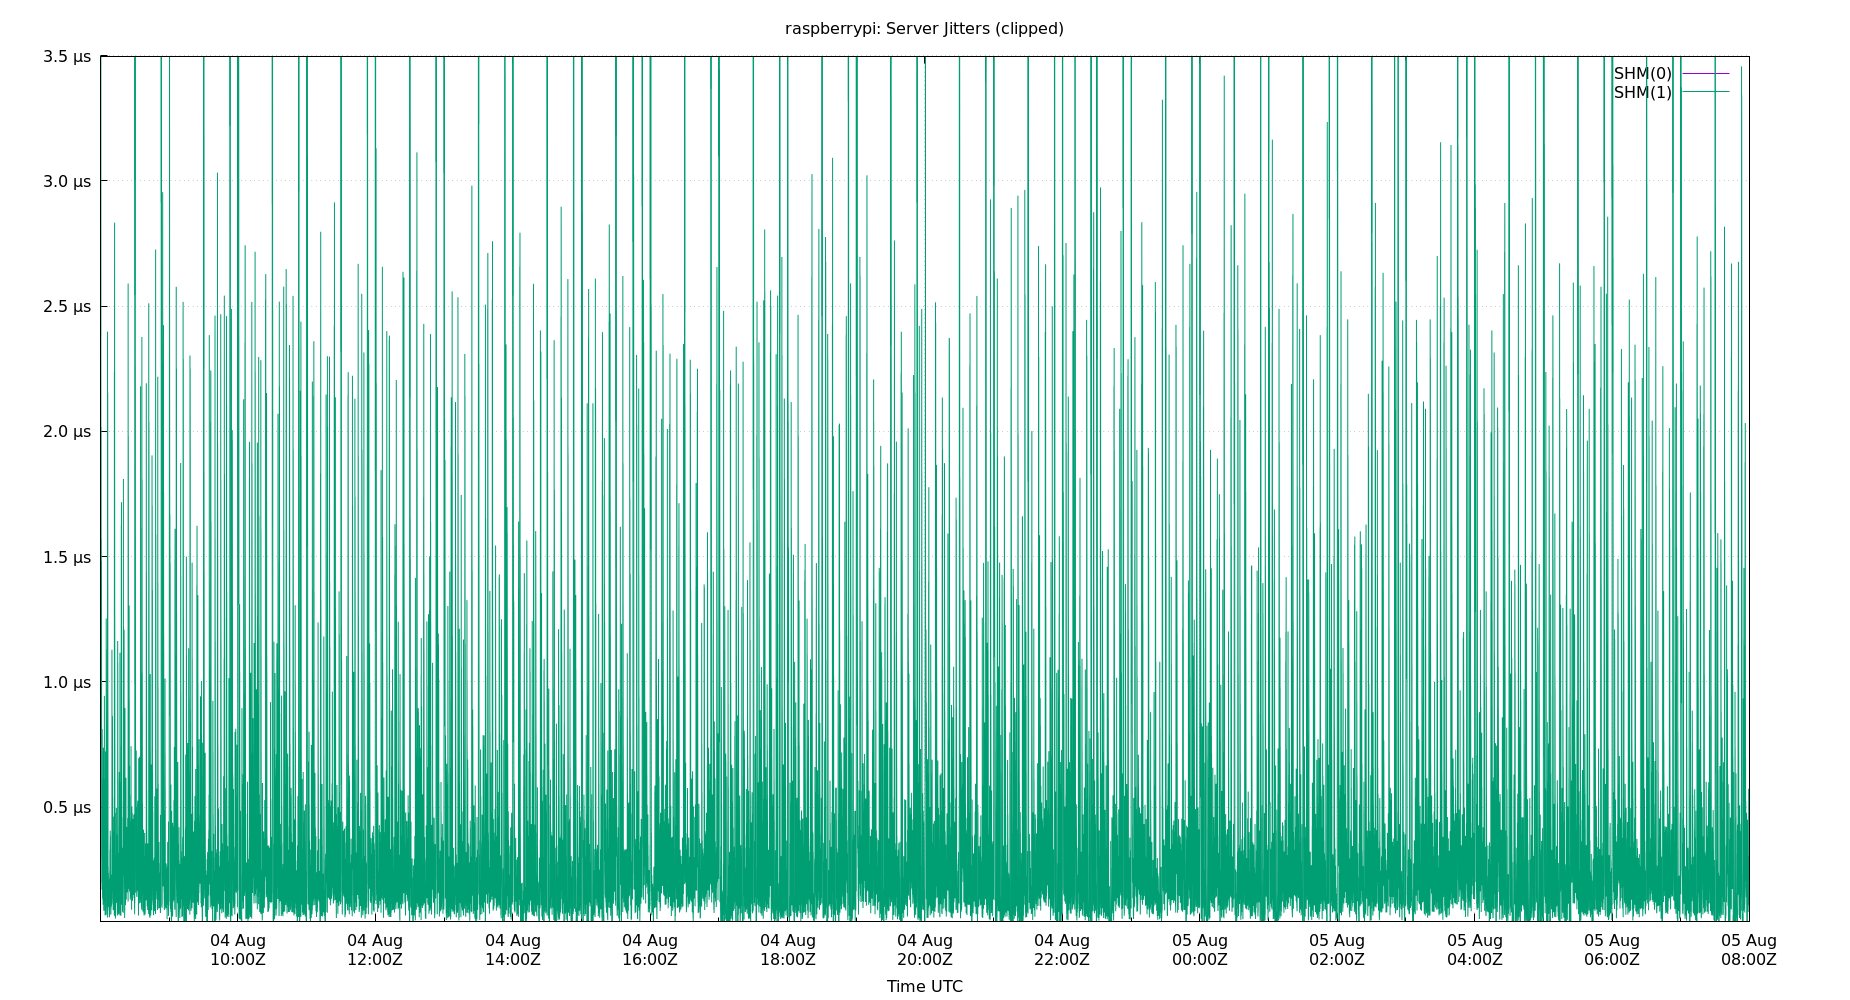 raspberrypi: Server Jitters (clipped)
3.5 µs
3.0 µs
2.5 µs
2.0 µs
1.5 µs
1.0 µs
0.5 µs
SHM(0)
SHM(1)
04 Aug 04 Aug 04 Aug 04 Aug 04 Aug 04 Aug 04 Aug 05 Aug 05 Aug 05 Aug 05 Aug 05 Aug
10:00Z 12:00Z 14:00Z 16:00Z 18:00Z 20:00Z 22:00Z 00:00Z 02:00Z 04:00Z 06:00Z 08:00Z
Time UTC